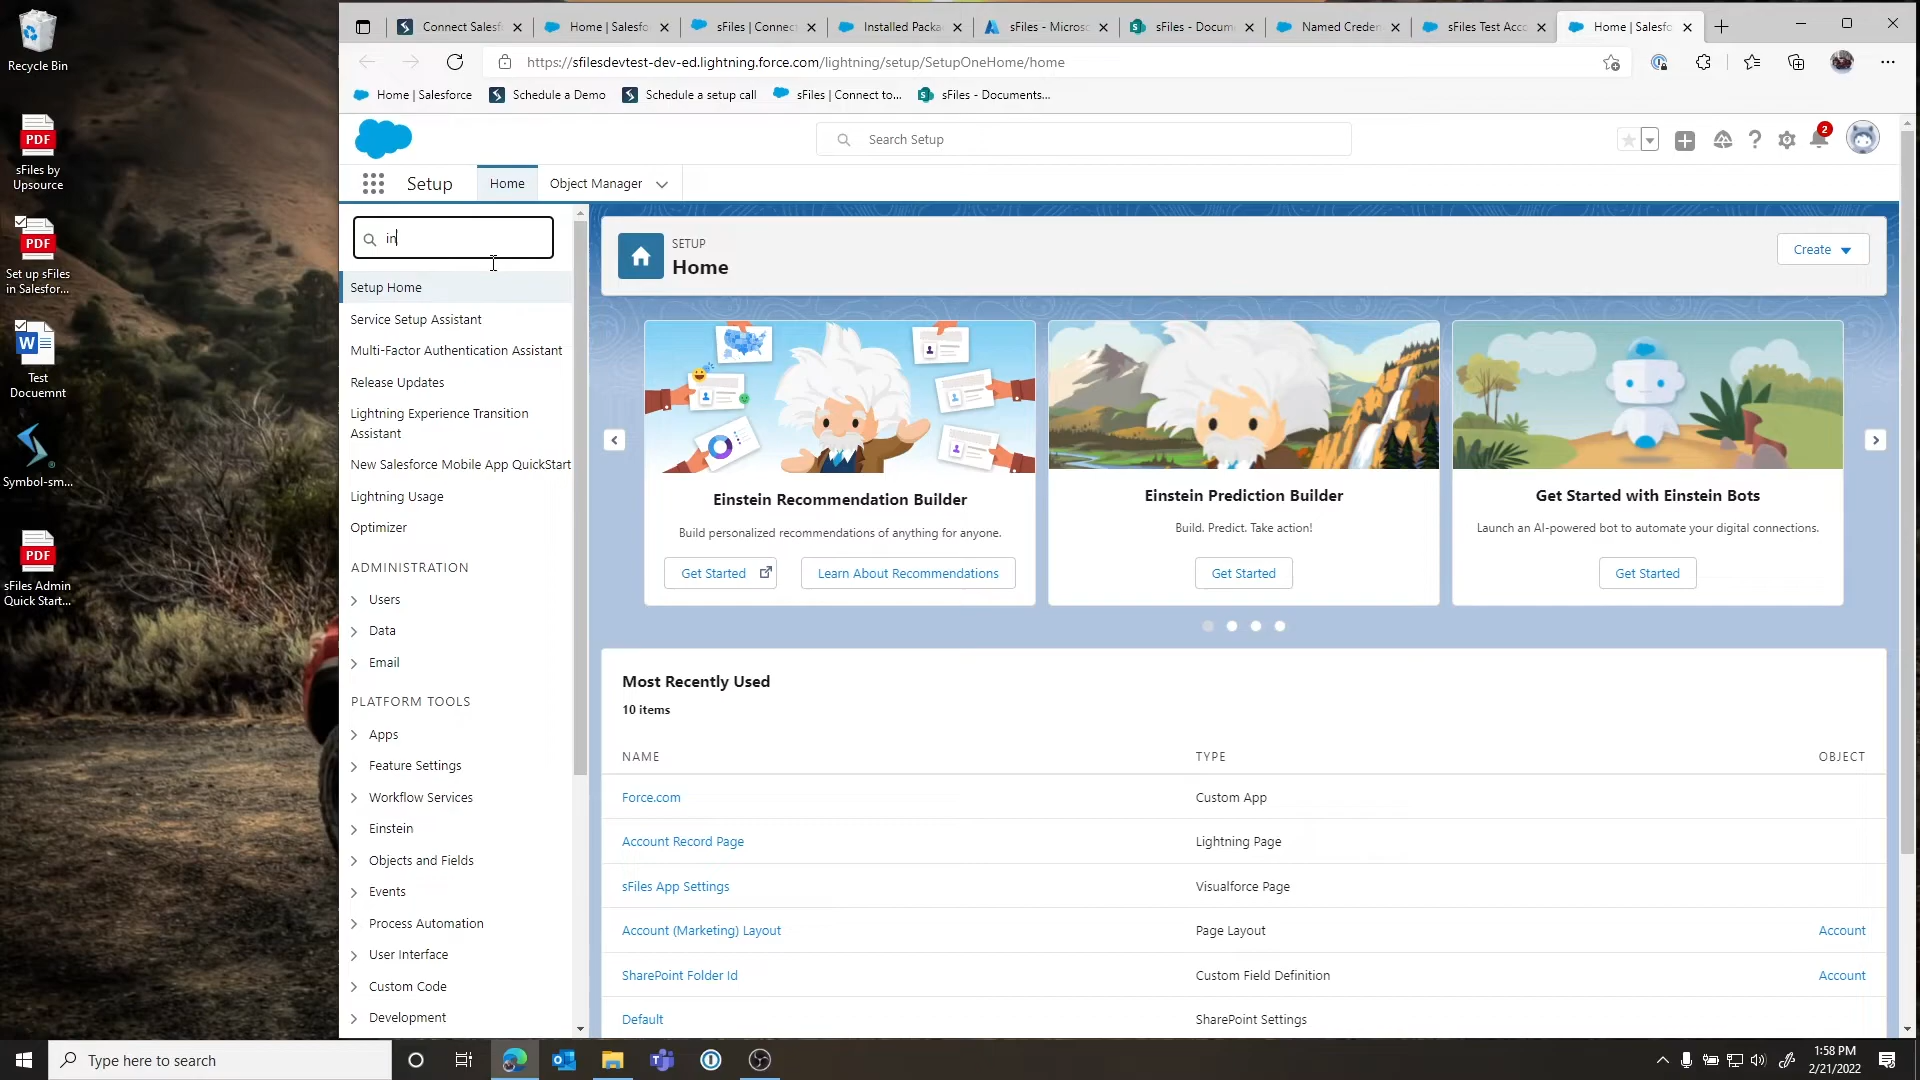 Recycle Bin
sFiles by
Upsource
Set up sFiles
in Salesfor...
Test
Docuemnt
Symbol-sm...
sFiles Admin
Quick Start...
PDF
PDF
W
PDF
Connect Salesf
Home | Salesfo
sFiles | Connec
Installed Packa
sFiles - Micros
sFiles - Docum
Named Creden
sFiles Test Acco
Home | Salesfo
https://sfilesdevtest-dev-ed.lightning.force.com/lightning/setup/SetupOneHome/home
Home | Salesforce
Schedule a Demo
Schedule a setup call
sFiles | Connect to...
sFiles - Documents...
Search Setup
2
Setup
Home
Object Manager
in
Setup Home
Service Setup Assistant
Multi-Factor Authentication Assistant
Release Updates
Lightning Experience Transition
Assistant
New Salesforce Mobile App QuickStart
Lightning Usage
Optimizer
ADMINISTRATION
Users
Data
Email
PLATFORM TOOLS
Apps
Feature Settings
Workflow Services
Einstein
Objects and Fields
Events
Process Automation
User Interface
Custom Code
Development
SETUP
Home
Create
Einstein Recommendation Builder
Build personalized recommendations of anything for anyone.
Get Started
Learn About Recommendations
Einstein Prediction Builder
Build. Predict. Take action!
Get Started
Get Started with Einstein Bots
Launch an AI-powered bot to automate your digital connections.
Get Started
Most Recently Used
10 items
NAME TYPE OBJECT
Force.com Custom App
Account Record Page Lightning Page
sFiles App Settings Visualforce Page
Account (Marketing) Layout Page Layout Account
SharePoint Folder Id Custom Field Definition Account
Default SharePoint Settings
Type here to search
1:58 PM
2/21/2022